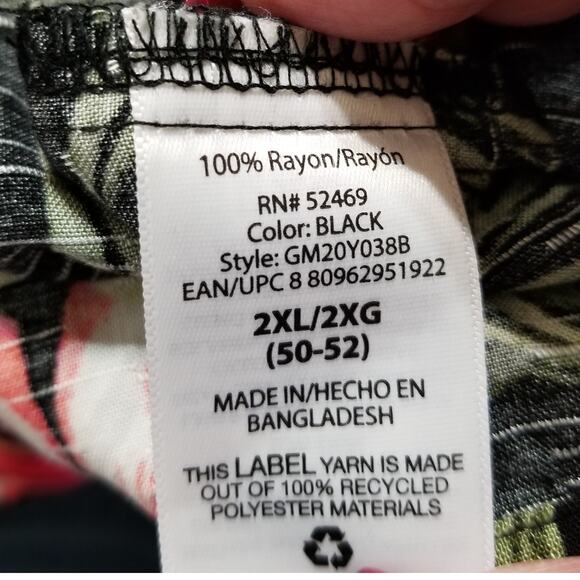 100% Rayon/Rayón
RN# 52469
Color: BLACK
Style: GM20Y038B
EAN/UPC 8 80962951922
2XL/2XG
(50-52)
MADE IN/HECHO EN
BANGLADESH
THIS LABEL YARN IS MADE
OUT OF 100% RECYCLED
POLYESTER MATERIALS